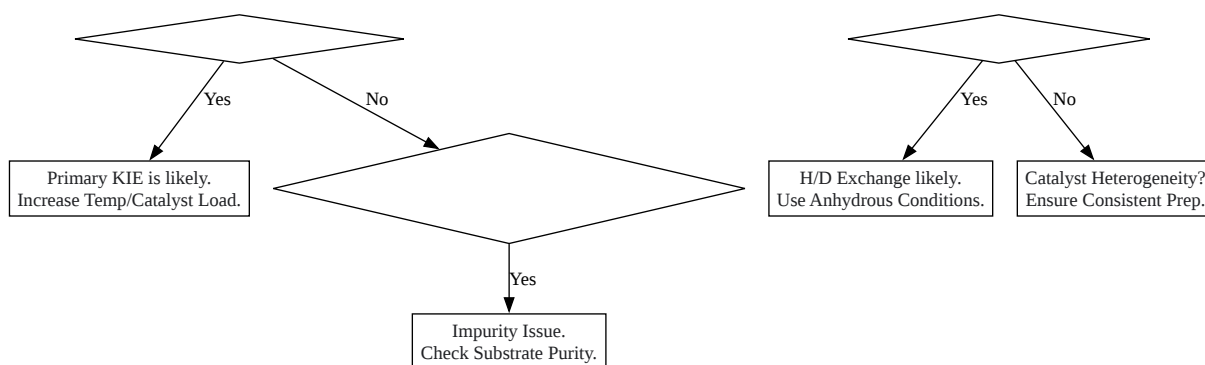 Yes
No
Yes
No
Primary KIE is likely.
Increase Temp/Catalyst Load.
H/D Exchange likely.
Use Anhydrous Conditions.
Catalyst Heterogeneity?
Ensure Consistent Prep.
Yes
Impurity Issue.
Check Substrate Purity.